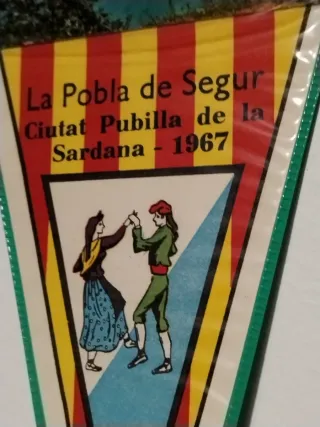 La Pobla de Segur
Ciutat Pubilla de la
Sardana - 1967